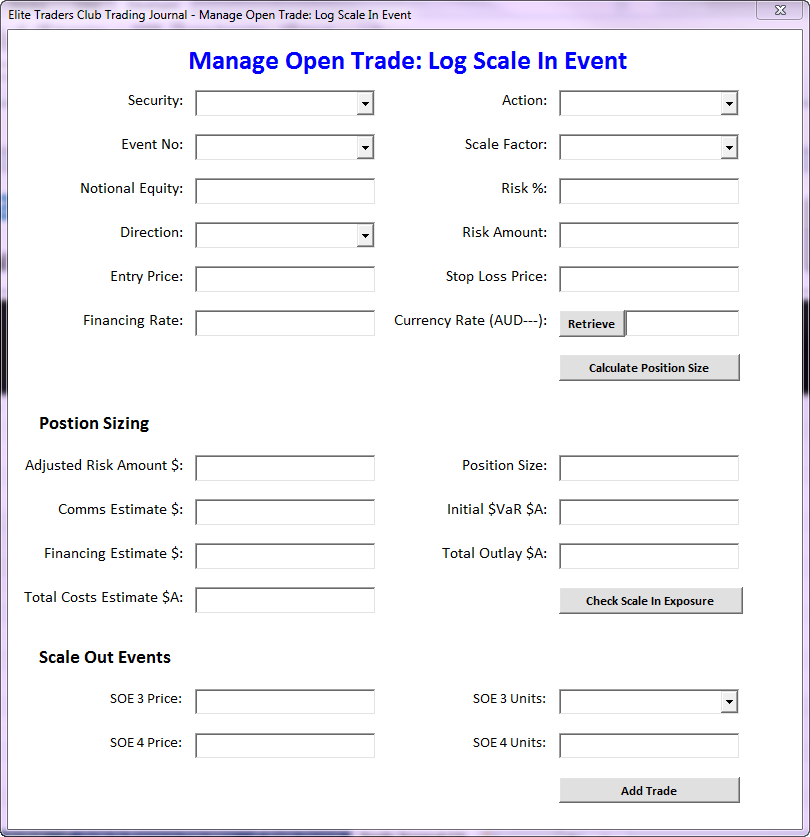 Elite Traders Club Trading Journal - Manage Open Trade: Log Scale In Event
Manage Open Trade: Log Scale In Event
Security: Action:
Event No: Scale Factor:
Notional Equity: Risk %:
Direction: Risk Amount:
Entry Price: Stop Loss Price:
Financing Rate: Currency Rate (AUD---): Retrieve
Calculate Position Size
Postion Sizing
Adjusted Risk Amount $: Position Size:
Comms Estimate $: Initial $VaR $A:
Financing Estimate $: Total Outlay $A:
Total Costs Estimate $A: Check Scale In Exposure
Scale Out Events
SOE 3 Price: SOE 3 Units:
SOE 4 Price: SOE 4 Units:
Add Trade